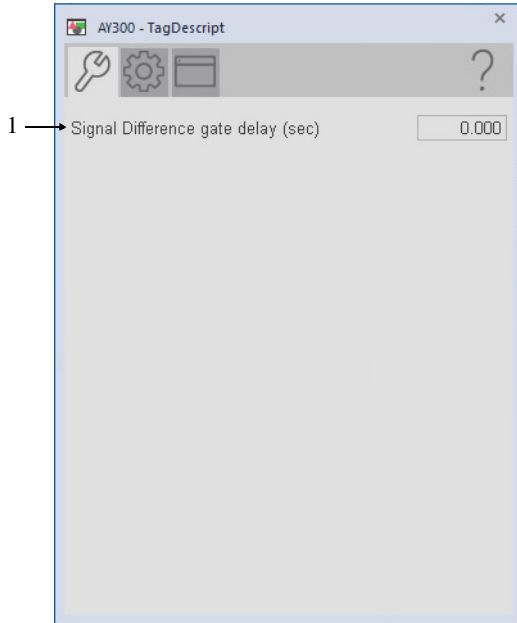 AY300 - TagDescript
×
?
1
Signal Difference gate delay (sec) 0.000